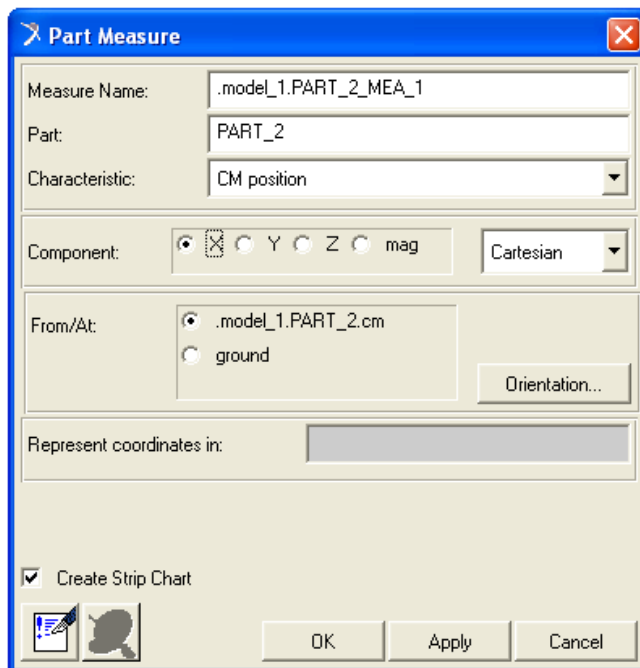 Part Measure
Measure Name: .model_1.PART_2_MEA_1
Part: PART_2
Characteristic: CM position
Component: X Y Z mag Cartesian
From/At: .model_1.PART_2.cm
ground
Orientation...
Represent coordinates in:
Create Strip Chart
OK Apply Cancel